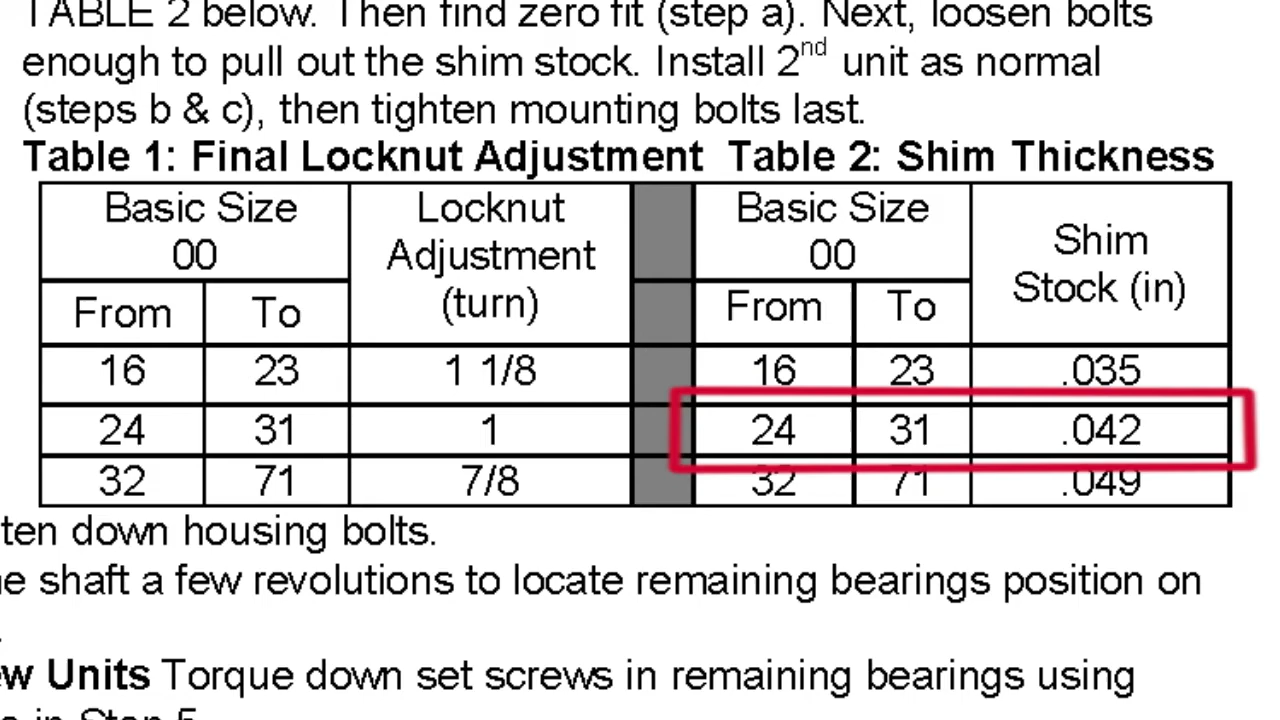 TABLE 2 below. Then find zero fit (step a). Next, loosen bolts
enough to pull out the shim stock. Install 2nd unit as normal
(steps b & c), then tighten mounting bolts last.
Table 1: Final Locknut Adjustment Table 2: Shim Thickness
Basic Size 00 Locknut Adjustment (turn) Basic Size 00 Shim Stock (in)
From To From To
16 23 1 1/8 16 23 .035
24 31 1 24 31 .042
32 71 7/8 32 71 .049
ten down housing bolts.
e shaft a few revolutions to locate remaining bearings position on
w Units Torque down set screws in remaining bearings using
in Step 5